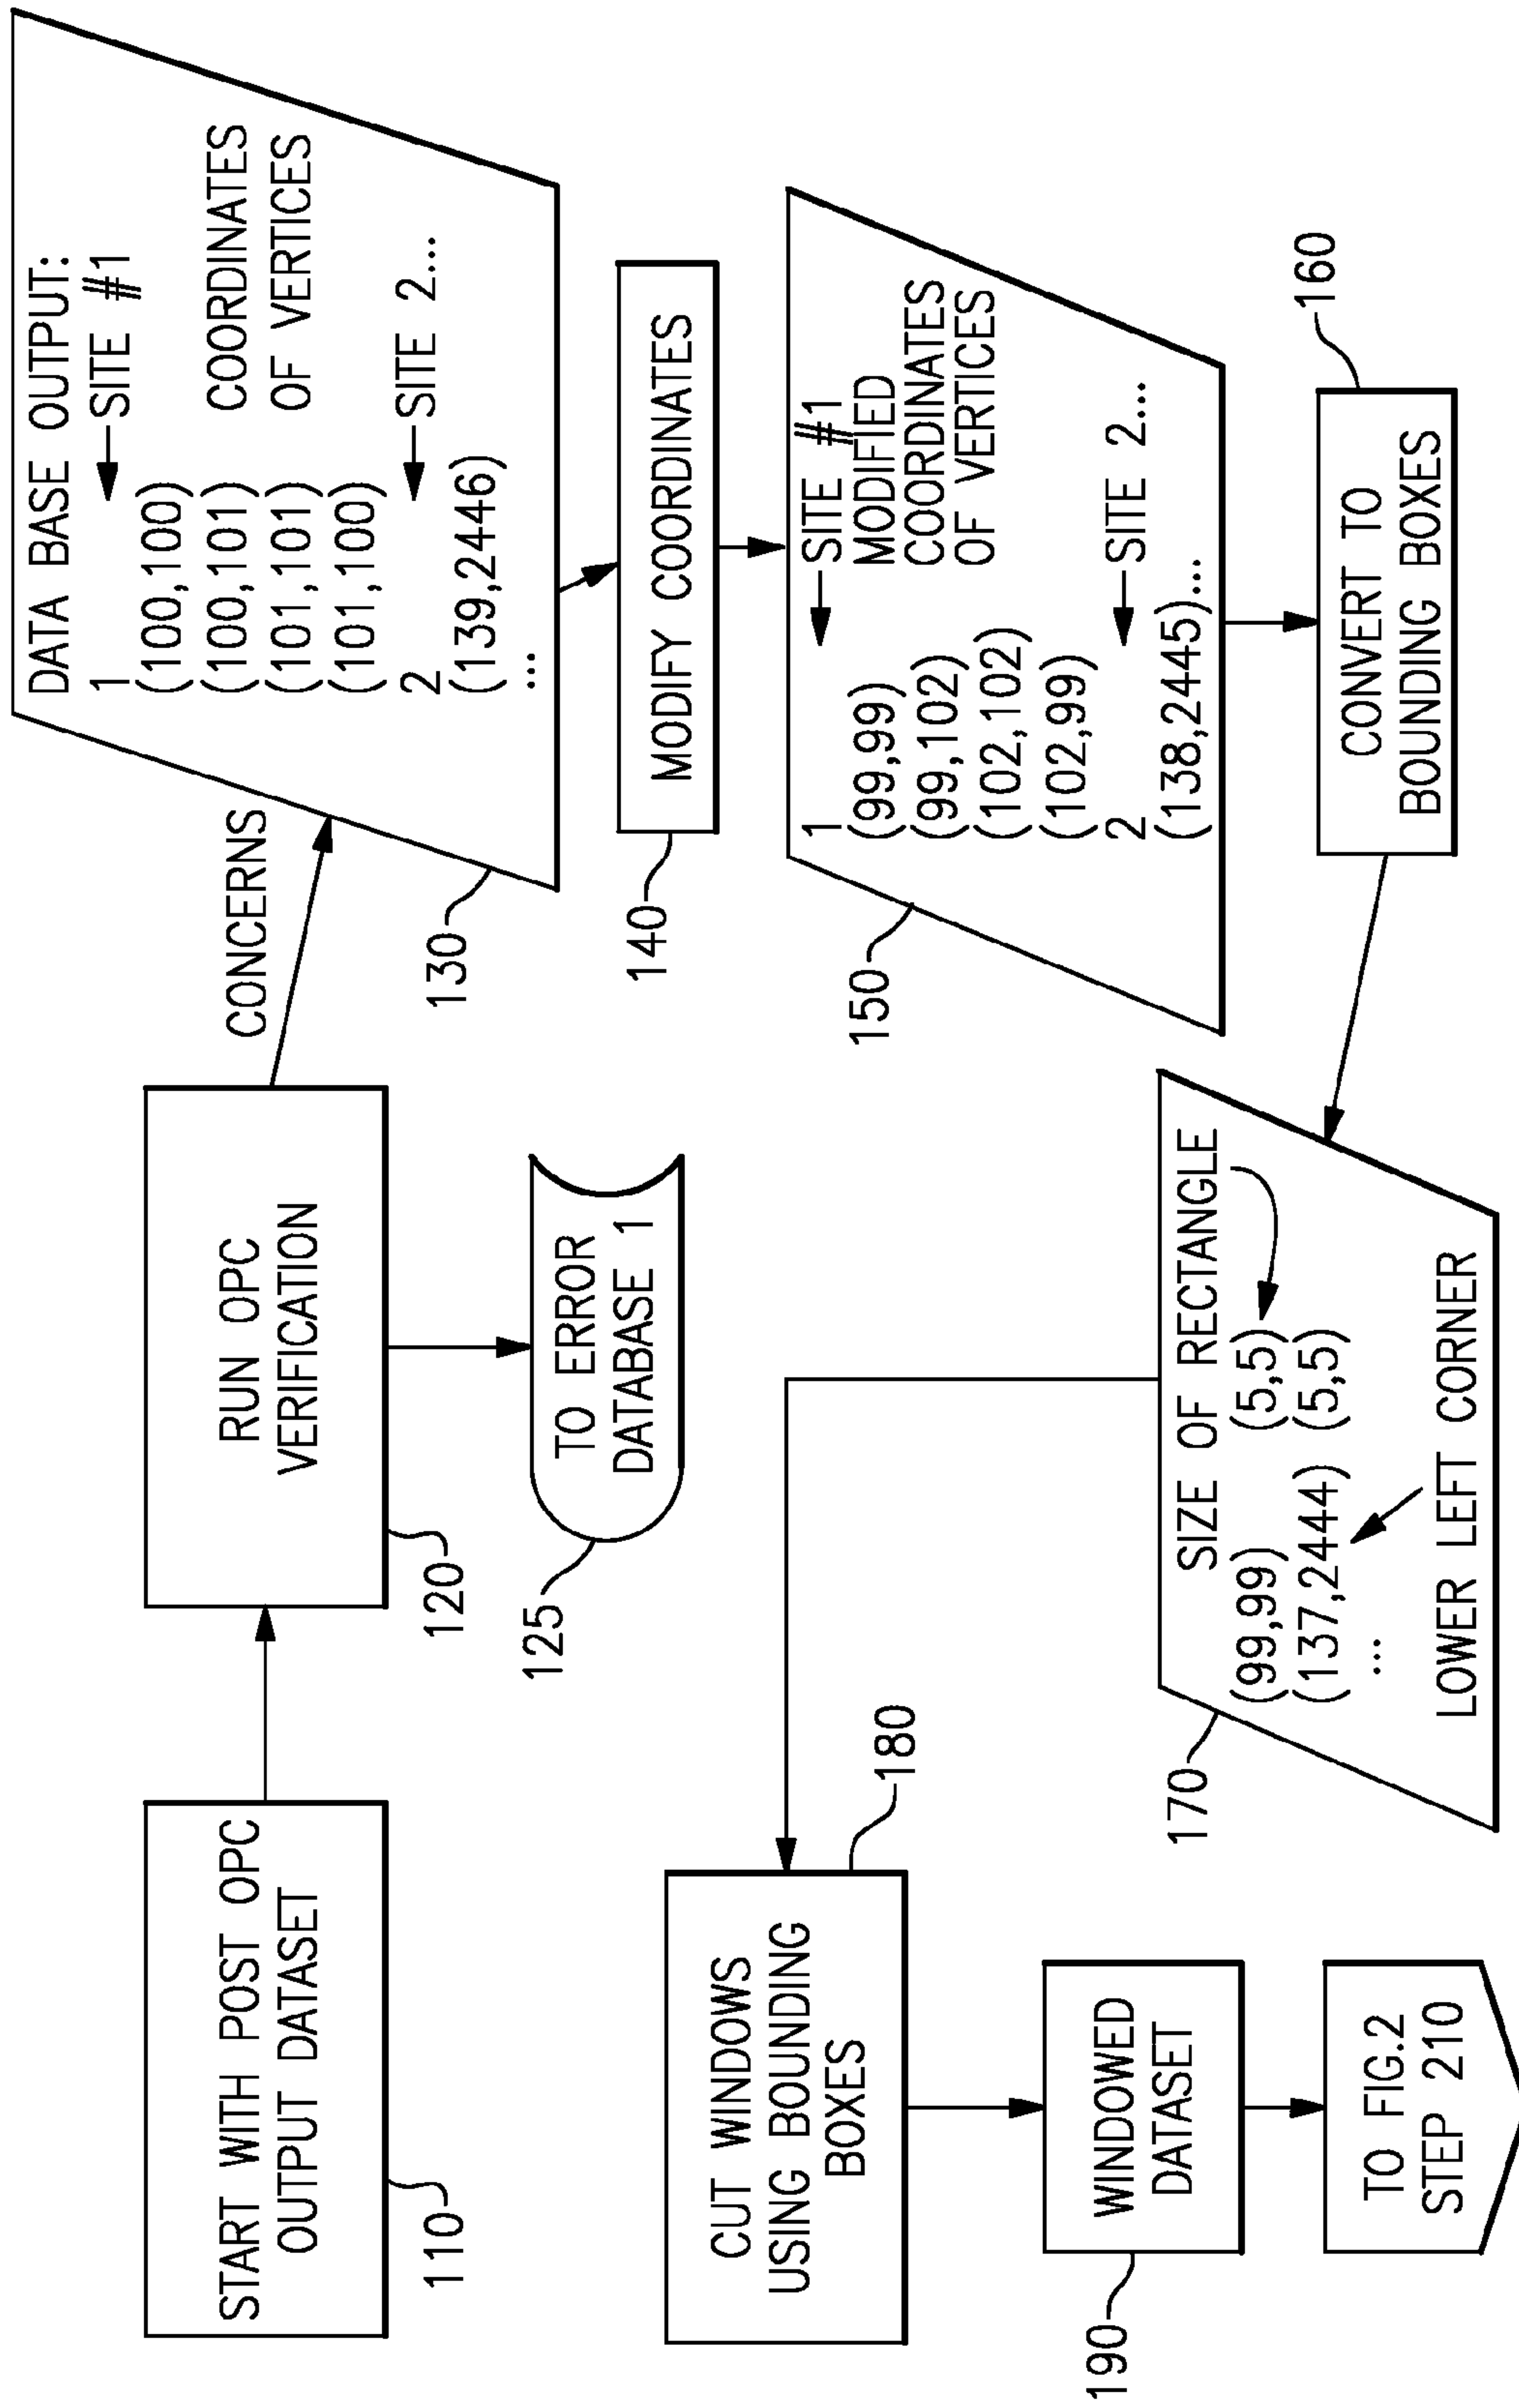 START WITH POST OPC
OUTPUT DATASET
110
RUN OPC
VERIFICATION
120
CONCERNS
TO ERROR
DATABASE 1
125
DATA BASE OUTPUT:
1 SITE #1
(100,100)
(100,101) COORDINATES
(101,101) OF VERTICES
(101,100)
2 SITE 2...
(139,2446)
...
130
MODIFY COORDINATES
140
1 SITE #1
(99,99) MODIFIED
(99,102) COORDINATES
(102,102) OF VERTICES
(102,99)
2 SITE 2...
(138,2445)...
150
CONVERT TO
BOUNDING BOXES
160
SIZE OF RECTANGLE
(99,99) (5,5)
(137,2444) (5,5)
...
LOWER LEFT CORNER
170
CUT WINDOWS
USING BOUNDING
BOXES
180
WINDOWED
DATASET
190
TO FIG.2
STEP 210